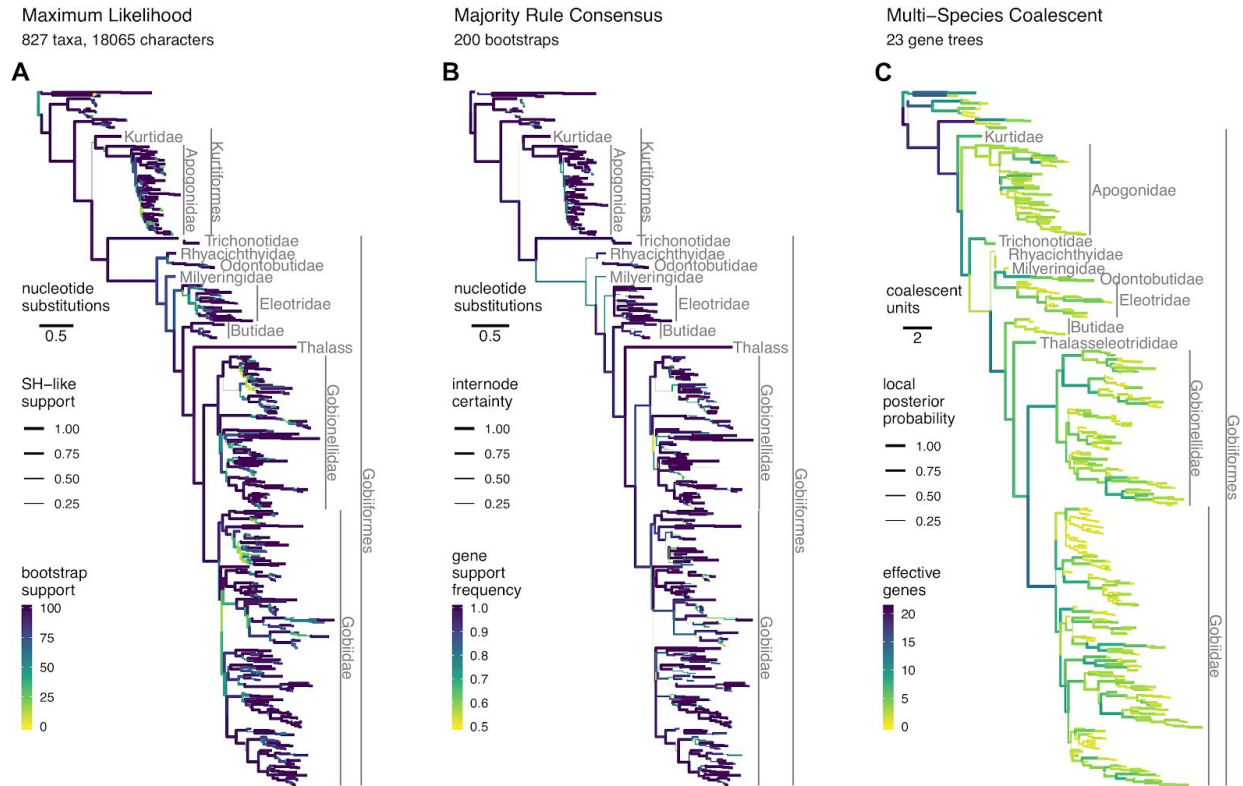 Maximum Likelihood
827 taxa, 18065 characters
A
Kurtidae
Apogonidae
Kurtiformes
Trichonotidae
Rhyacichthyidae
Odontobutidae
Milyeringidae
Eleotridae
Butidae
Thalass
Gobionellidae
Gobiidae
Gobiiformes
nucleotide
substitutions
0.5
SH-like
support
1.00
0.75
0.50
0.25
bootstrap
support
100
75
50
25
0
Majority Rule Consensus
200 bootstraps
B
Kurtidae
Apogonidae
Kurtiformes
Trichonotidae
Rhyacichthyidae
Odontobutidae
Milyeringidae
Eleotridae
Butidae
Thalass
Gobionellidae
Gobiidae
Gobiiformes
nucleotide
substitutions
0.5
internode
certainty
1.00
0.75
0.50
0.25
gene
support
frequency
1.0
0.9
0.8
0.7
0.6
0.5
Multi−Species Coalescent
23 gene trees
C
Kurtidae
Apogonidae
Trichonotidae
Rhyacichthyidae
Milyeringidae
Odontobutidae
Eleotridae
Butidae
Thalasseleotrididae
Gobionellidae
Gobiidae
Gobiiformes
coalescent
units
2
local
posterior
probability
1.00
0.75
0.50
0.25
effective
genes
20
15
10
5
0